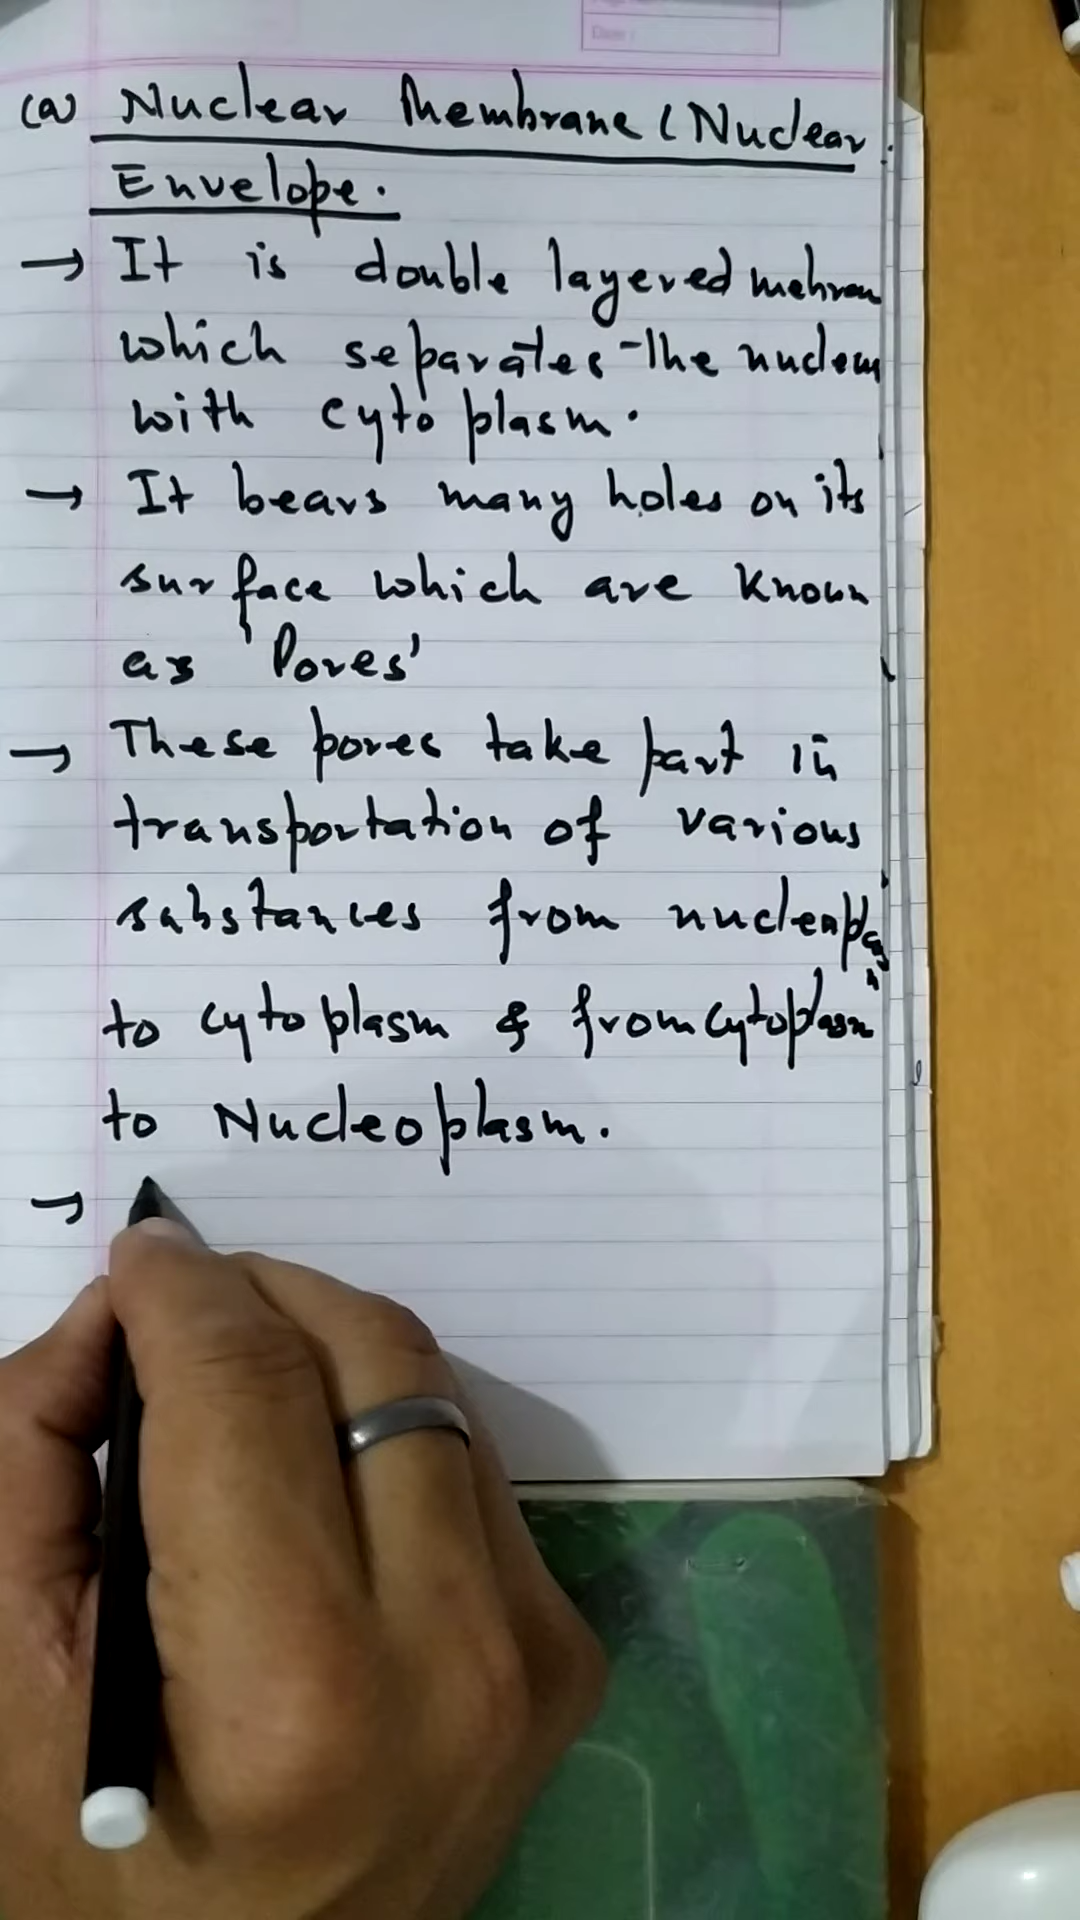 Date :
(a) Nuclear Membrane (Nuclear
Envelope.
→ It is double layered mebran
which separates the nucleus
with cytoplasm.
→ It bears many holes on its
surface which are known
as 'Pores'
→ These pores take part in
transportation of various
substances from nucleoplasm
to cytoplasm & from cytoplasm
to Nucleoplasm.
→